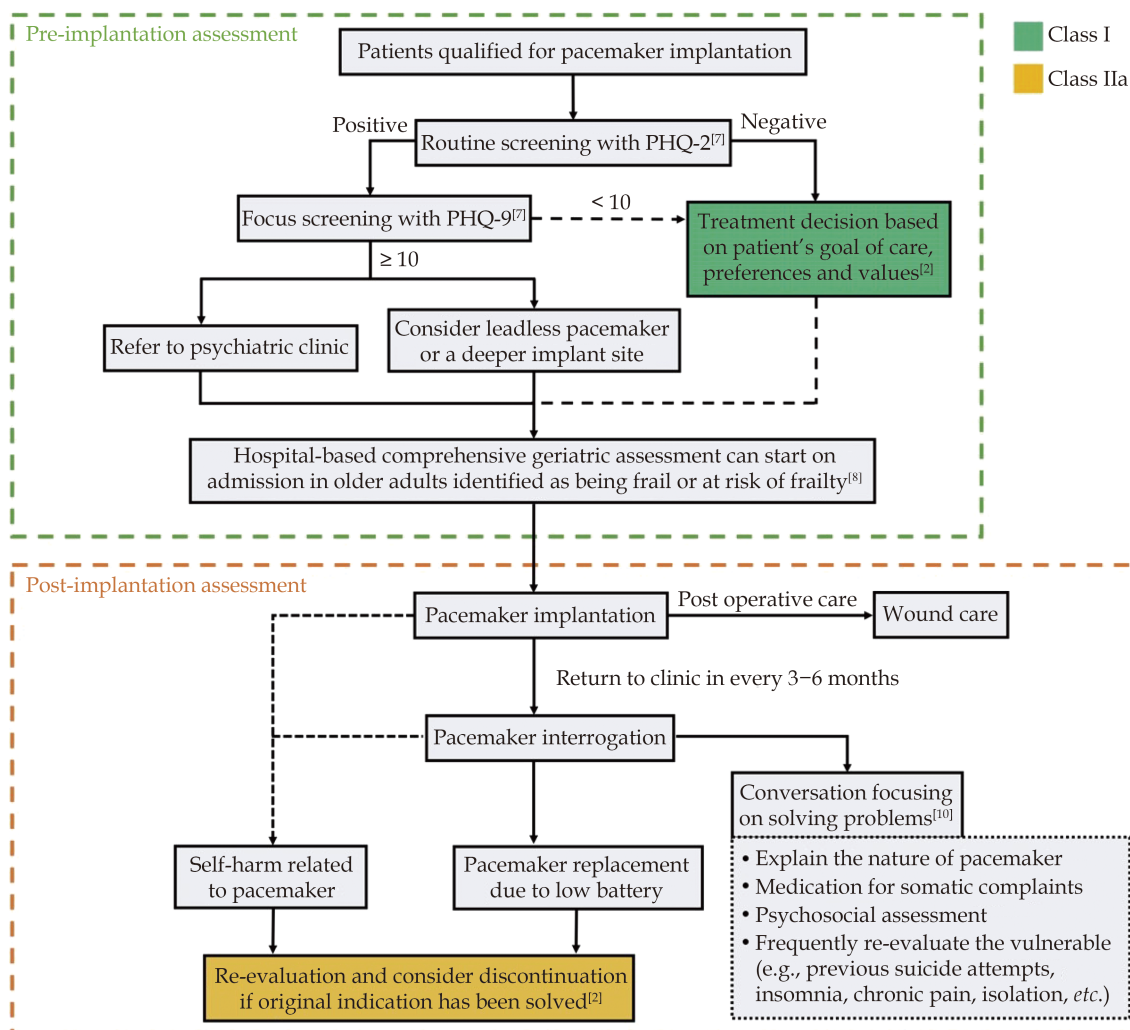 Pre-implantation assessment
Class I
Class IIa
Patients qualified for pacemaker implantation
Positive
Negative
Routine screening with PHQ-2[7]
Focus screening with PHQ-9[7]
< 10
Treatment decision based
on patient’s goal of care,
preferences and values[2]
≥ 10
Refer to psychiatric clinic
Consider leadless pacemaker
or a deeper implant site
Hospital-based comprehensive geriatric assessment can start on
admission in older adults identified as being frail or at risk of frailty[8]
Post-implantation assessment
Pacemaker implantation
Post operative care
Wound care
Return to clinic in every 3−6 months
Pacemaker interrogation
Conversation focusing
on solving problems[10]
• Explain the nature of pacemaker
• Medication for somatic complaints
• Psychosocial assessment
• Frequently re-evaluate the vulnerable
(e.g., previous suicide attempts,
insomnia, chronic pain, isolation, etc.)
Self-harm related
to pacemaker
Pacemaker replacement
due to low battery
Re-evaluation and consider discontinuation
if original indication has been solved[2]